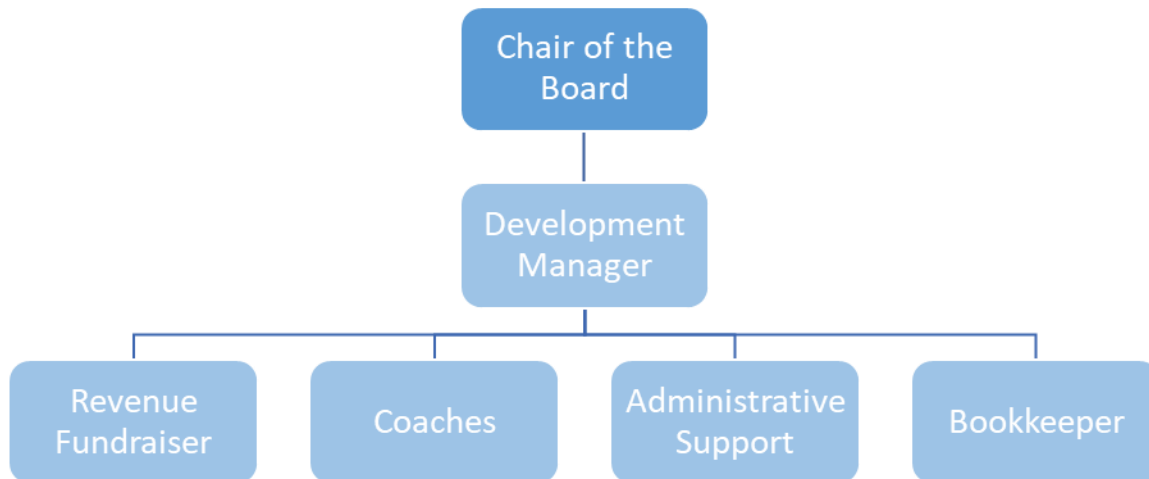 Chair of the
Board
Development
Manager
Revenue
Fundraiser
Coaches
Administrative
Support
Bookkeeper